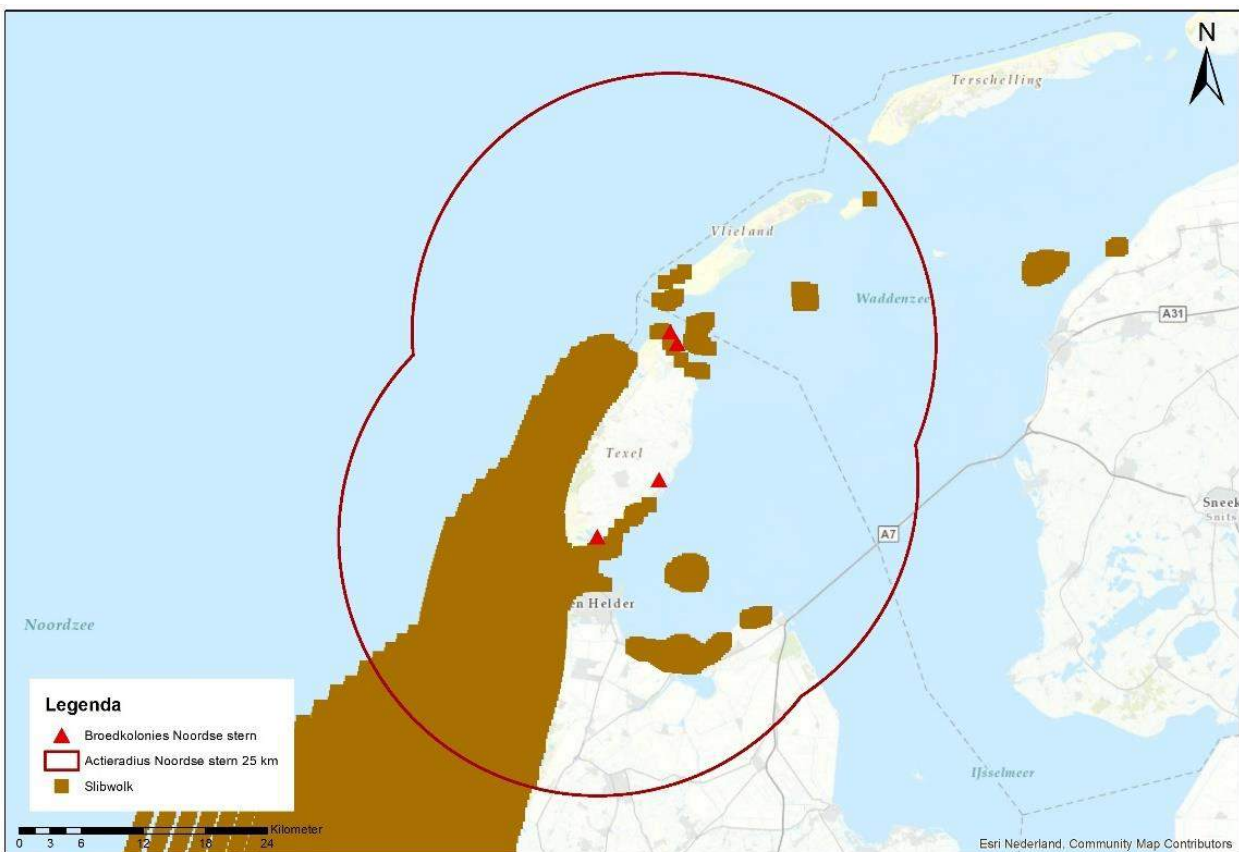 N
Terschelling
Vlieland
Waddenzee
A31
Texel
Sneek
Snits
A7
en Helder
Noordzee
IJsselmeer
Legenda
Broedkolonies Noordse stern
Actieradius Noordse stern 25 km
Slibwolk
Kilometer
0 3 6 12 18 24
Esri Nederland, Community Map Contributors